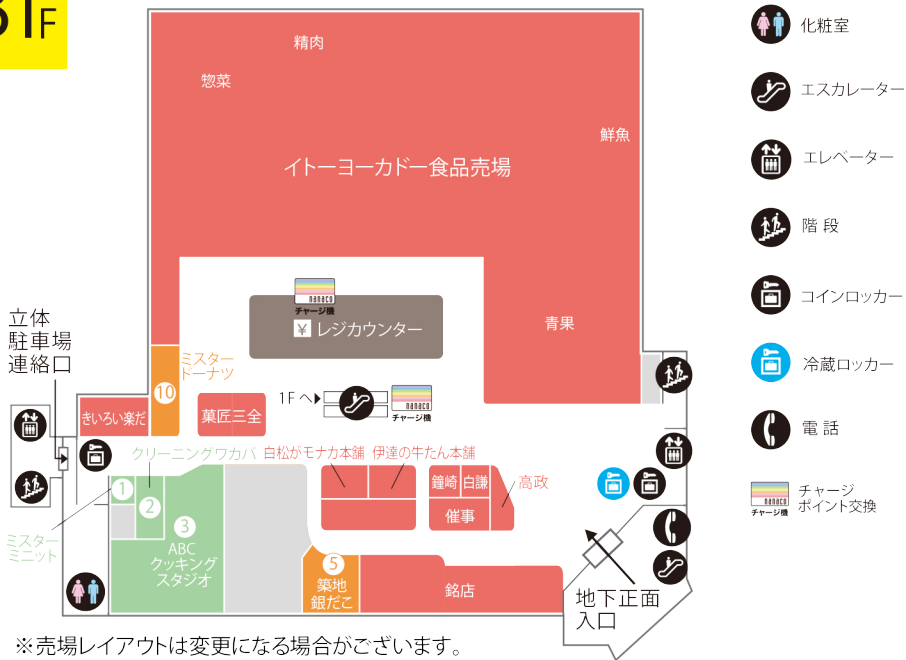 B1F
精肉
惣菜
鮮魚
イトーヨーカドー食品売場
青果
nanaco
チャージ機
¥ レジカウンター
立体
駐車場
連絡口
ミスター
ドーナツ
10
きいろい楽だ
菓匠三全
1Fへ
nanaco
チャージ機
クリーニングワカバ
白松がモナカ本舗
伊達の牛たん本舗
鐘崎
白謙
高政
催事
1
2
3
ABC
クッキング
スタジオ
ミスター
ミニット
5
築地
銀だこ
銘店
地下正面
入口
※売場レイアウトは変更になる場合がございます。
化粧室
エスカレーター
エレベーター
階段
コインロッカー
冷蔵ロッカー
電話
nanaco
チャージ機
チャージ
ポイント交換